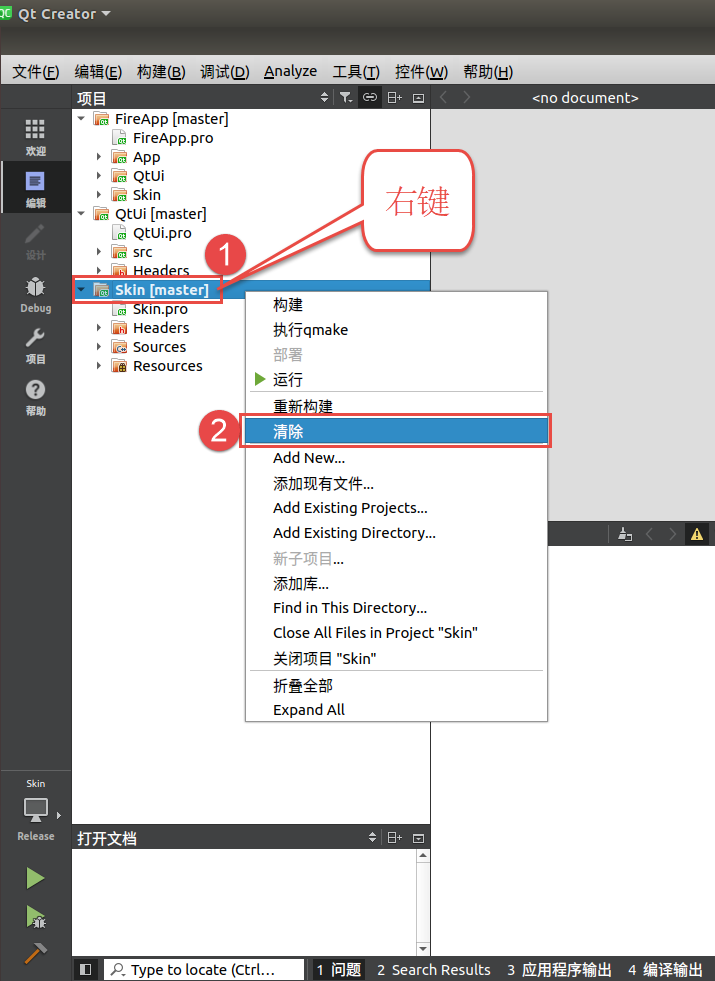 QC Qt Creator
文件(F) 编辑(E) 构建(B) 调试(D) Analyze 工具(T) 控件(W) 帮助(H)
项目 <no document>
欢迎
编辑
设计
Debug
项目
帮助
FireApp [master]
FireApp.pro
App
QtUi
Skin
QtUi [master]
QtUi.pro
src
Headers
Skin [master]
Skin.pro
Headers
Sources
Resources
右键
1
2
构建
执行qmake
部署
运行
重新构建
清除
Add New...
添加现有文件...
Add Existing Projects...
Add Existing Directory...
新子项目...
添加库...
Find in This Directory...
Close All Files in Project "Skin"
关闭项目 "Skin"
折叠全部
Expand All
Skin
Release
打开文档
Type to locate (Ctrl... 1 问题 2 Search Results 3 应用程序输出 4 编译输出